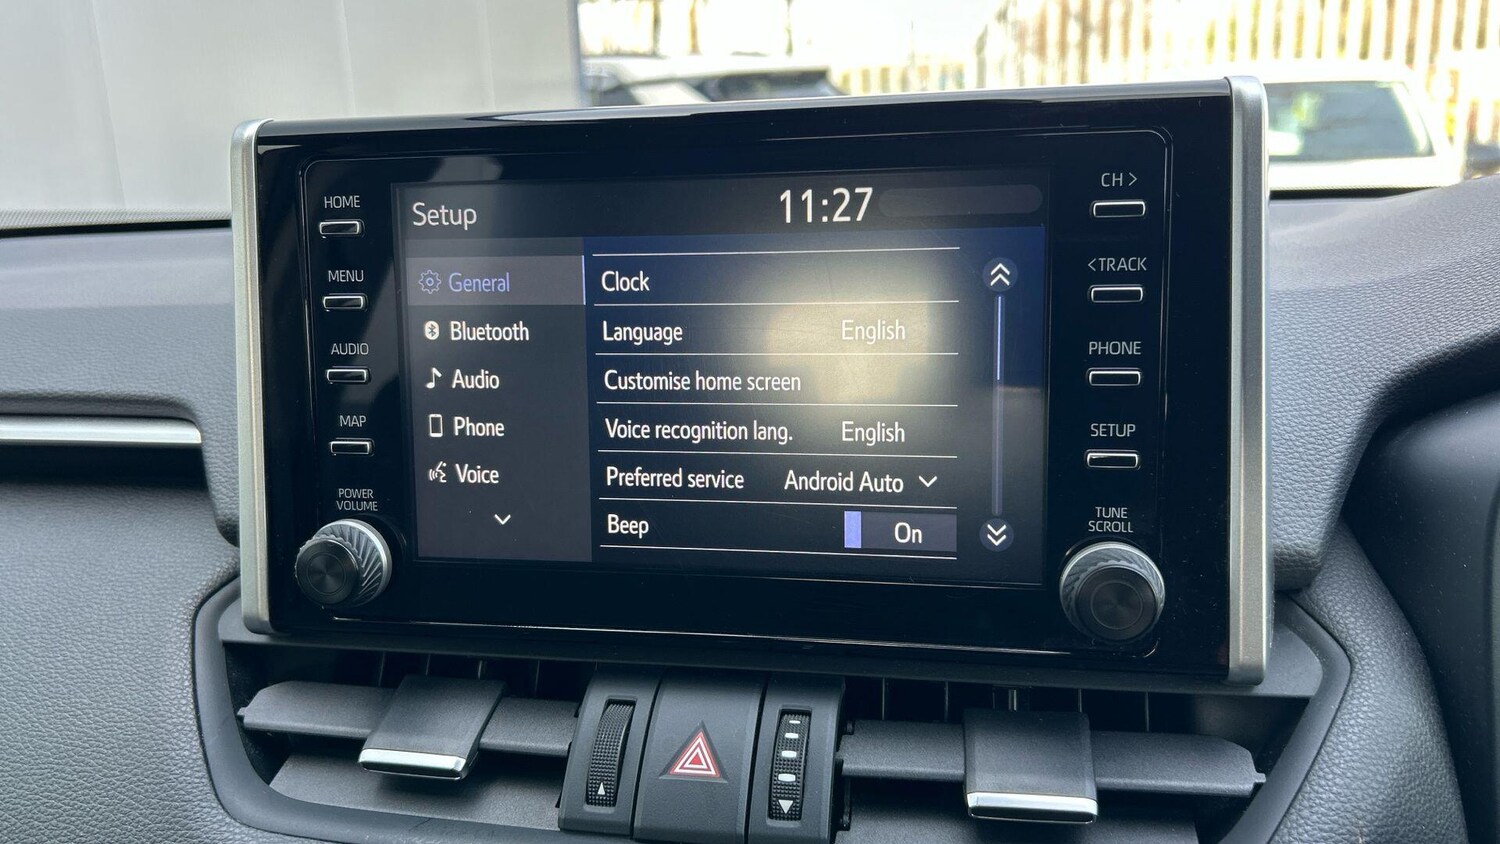 HOME
MENU
AUDIO
MAP
POWER
VOLUME
Setup
11:27
General
Bluetooth
Audio
Phone
Voice
Clock
Language English
Customise home screen
Voice recognition lang. English
Preferred service Android Auto
Beep On
CH >
< TRACK
PHONE
SETUP
TUNE
SCROLL